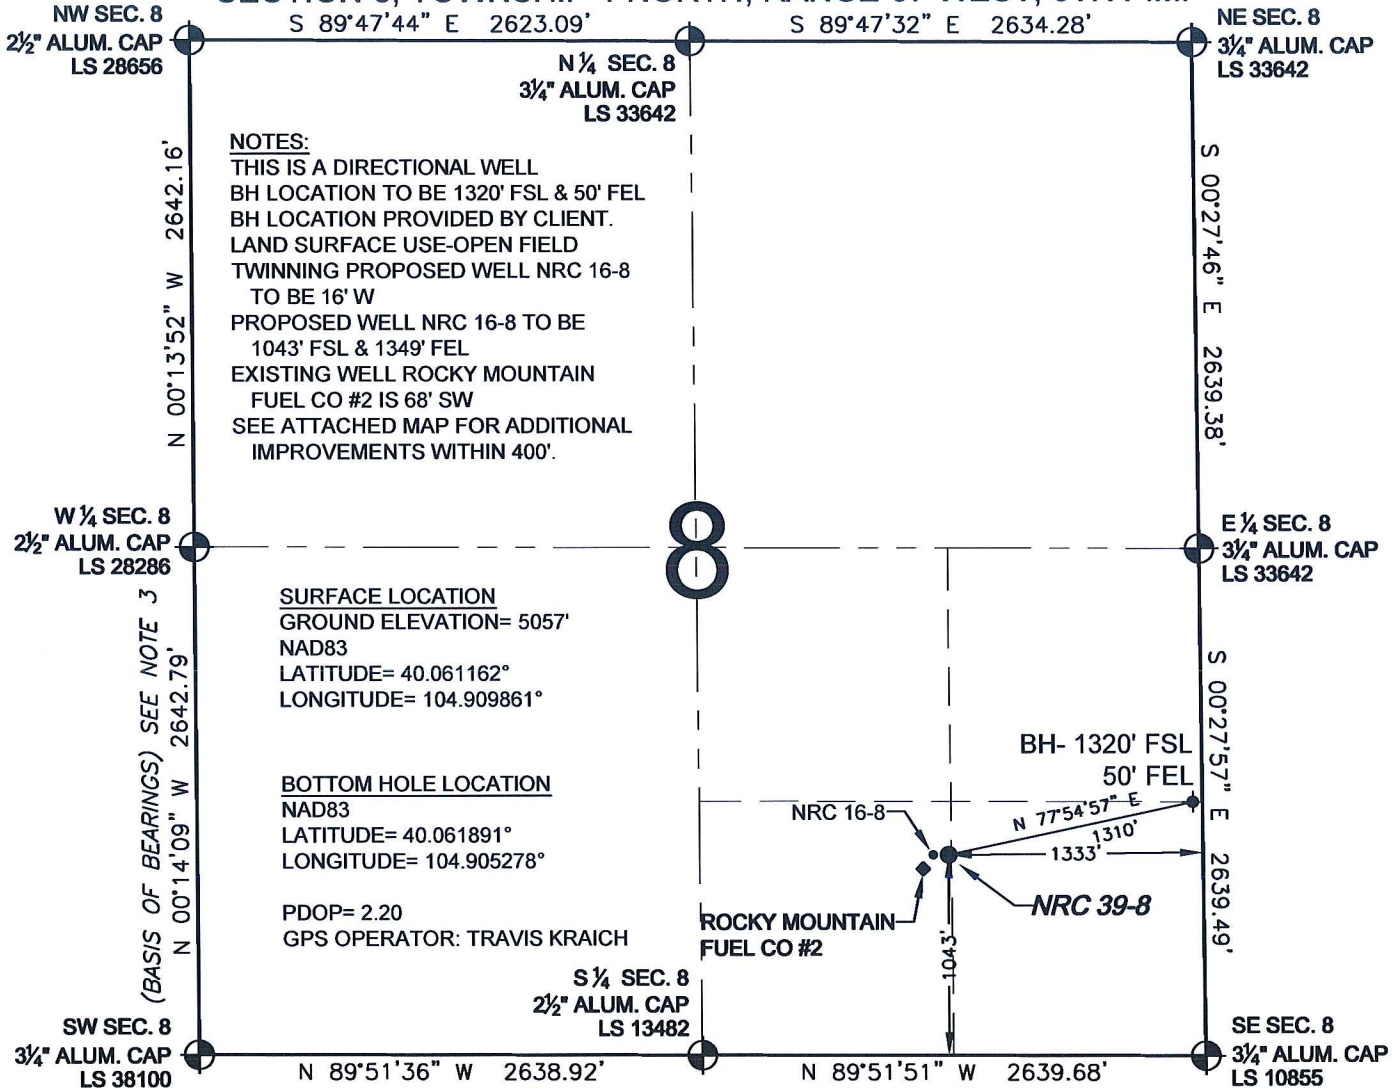 S 89°47'44" E 2623.09'
S 89°47'32" E 2634.28'
NW SEC. 8
2½" ALUM. CAP
LS 28656
N ¼ SEC. 8
3¼" ALUM. CAP
LS 33642
NE SEC. 8
3¼" ALUM. CAP
LS 33642
N 00°13'52" W 2642.16'
NOTES:
THIS IS A DIRECTIONAL WELL
BH LOCATION TO BE 1320' FSL & 50' FEL
BH LOCATION PROVIDED BY CLIENT.
LAND SURFACE USE-OPEN FIELD
TWINNING PROPOSED WELL NRC 16-8
TO BE 16' W
PROPOSED WELL NRC 16-8 TO BE
1043' FSL & 1349' FEL
EXISTING WELL ROCKY MOUNTAIN
FUEL CO #2 IS 68' SW
SEE ATTACHED MAP FOR ADDITIONAL
IMPROVEMENTS WITHIN 400'.
S 00°27'46" E 2639.38'
W ¼ SEC. 8
2½" ALUM. CAP
LS 28286
8
E ¼ SEC. 8
3¼" ALUM. CAP
LS 33642
(BASIS OF BEARINGS) SEE NOTE 3
N 00°14'09" W 2642.79'
SURFACE LOCATION
GROUND ELEVATION= 5057'
NAD83
LATITUDE= 40.061162°
LONGITUDE= 104.909861°
BOTTOM HOLE LOCATION
NAD83
LATITUDE= 40.061891°
LONGITUDE= 104.905278°
PDOP= 2.20
GPS OPERATOR: TRAVIS KRAICH
S 00°27'57" E 2639.49'
BH- 1320' FSL
50' FEL
N 77°54'57" E
1310'
NRC 16-8
1333'
NRC 39-8
ROCKY MOUNTAIN
FUEL CO #2
1043'
SW SEC. 8
3¼" ALUM. CAP
LS 38100
S ¼ SEC. 8
2½" ALUM. CAP
LS 13482
SE SEC. 8
3¼" ALUM. CAP
LS 10855
N 89°51'36" W 2638.92'
N 89°51'51" W 2639.68'